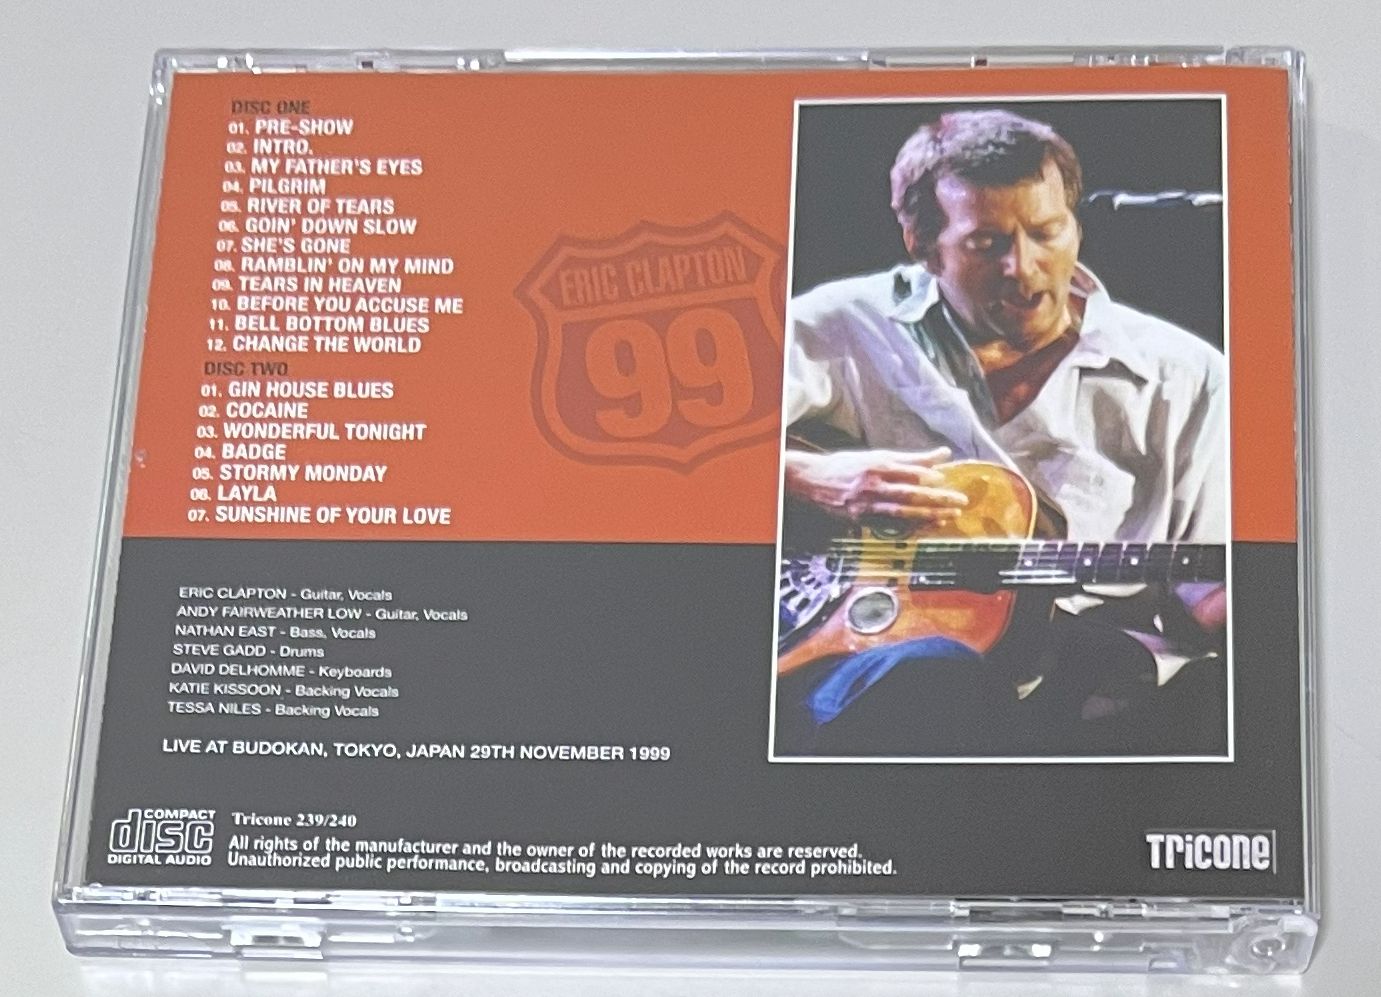 DISC ONE
01. PRE-SHOW
02. INTRO.
03. MY FATHER'S EYES
04. PILGRIM
05. RIVER OF TEARS
06. GOIN' DOWN SLOW
07. SHE'S GONE
08. RAMBLIN' ON MY MIND
09. TEARS IN HEAVEN
10. BEFORE YOU ACCUSE ME
11. BELL BOTTOM BLUES
12. CHANGE THE WORLD
DISC TWO
01. GIN HOUSE BLUES
02. COCAINE
03. WONDERFUL TONIGHT
04. BADGE
05. STORMY MONDAY
06. LAYLA
07. SUNSHINE OF YOUR LOVE
ERIC CLAPTON
99
ERIC CLAPTON - Guitar, Vocals
ANDY FAIRWEATHER LOW - Guitar, Vocals
NATHAN EAST - Bass, Vocals
STEVE GADD - Drums
DAVID DELHOMME - Keyboards
KATIE KISSOON - Backing Vocals
TESSA NILES - Backing Vocals
LIVE AT BUDOKAN, TOKYO, JAPAN 29TH NOVEMBER 1999
COMPACT
disc
DIGITAL AUDIO
Tricone 239/240
All rights of the manufacturer and the owner of the recorded works are reserved.
Unauthorized public performance, broadcasting and copying of the record prohibited.
TRICONE